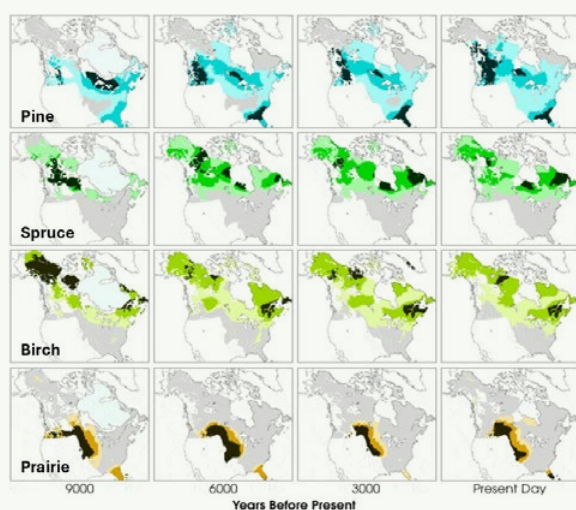 Pine
Spruce
Birch
Prairie
9000
6000
3000
Present Day
Years Before Present